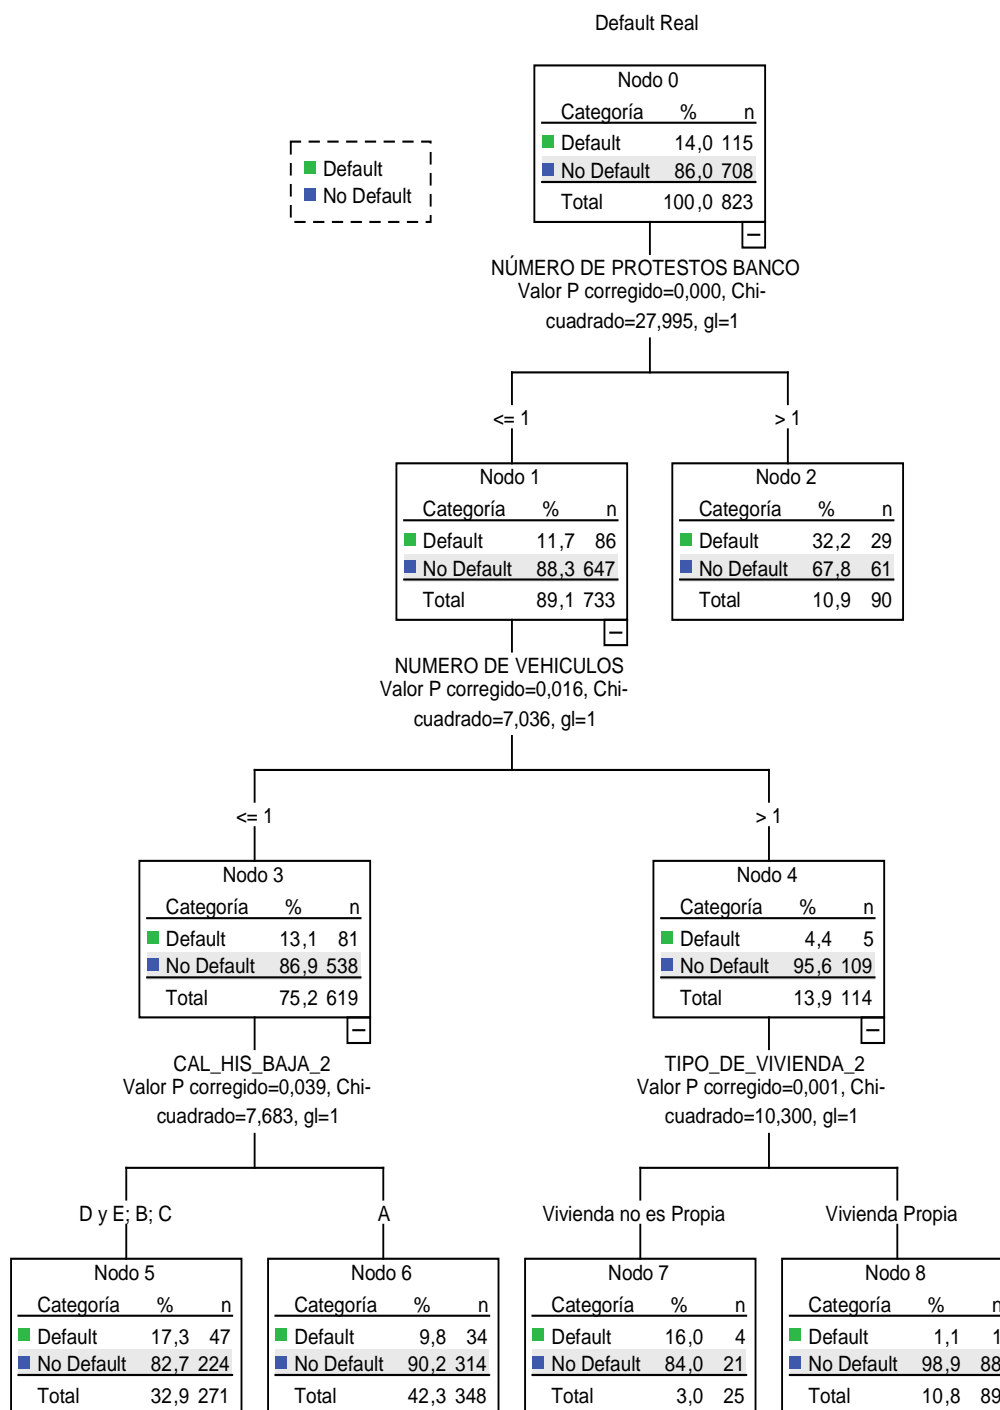 Default Real
Nodo 0
Categoría % n
Default 14,0 115
No Default 86,0 708
Total 100,0 823
Default
No Default
NÚMERO DE PROTESTOS BANCO
Valor P corregido=0,000, Chi-
cuadrado=27,995, gl=1
<= 1
> 1
Nodo 1
Categoría % n
Default 11,7 86
No Default 88,3 647
Total 89,1 733
Nodo 2
Categoría % n
Default 32,2 29
No Default 67,8 61
Total 10,9 90
NUMERO DE VEHICULOS
Valor P corregido=0,016, Chi-
cuadrado=7,036, gl=1
<= 1
> 1
Nodo 3
Categoría % n
Default 13,1 81
No Default 86,9 538
Total 75,2 619
Nodo 4
Categoría % n
Default 4,4 5
No Default 95,6 109
Total 13,9 114
CAL_HIS_BAJA_2
Valor P corregido=0,039, Chi-
cuadrado=7,683, gl=1
TIPO_DE_VIVIENDA_2
Valor P corregido=0,001, Chi-
cuadrado=10,300, gl=1
D y E; B; C
A
Vivienda no es Propia
Vivienda Propia
Nodo 5
Categoría % n
Default 17,3 47
No Default 82,7 224
Total 32,9 271
Nodo 6
Categoría % n
Default 9,8 34
No Default 90,2 314
Total 42,3 348
Nodo 7
Categoría % n
Default 16,0 4
No Default 84,0 21
Total 3,0 25
Nodo 8
Categoría % n
Default 1,1 1
No Default 98,9 88
Total 10,8 89